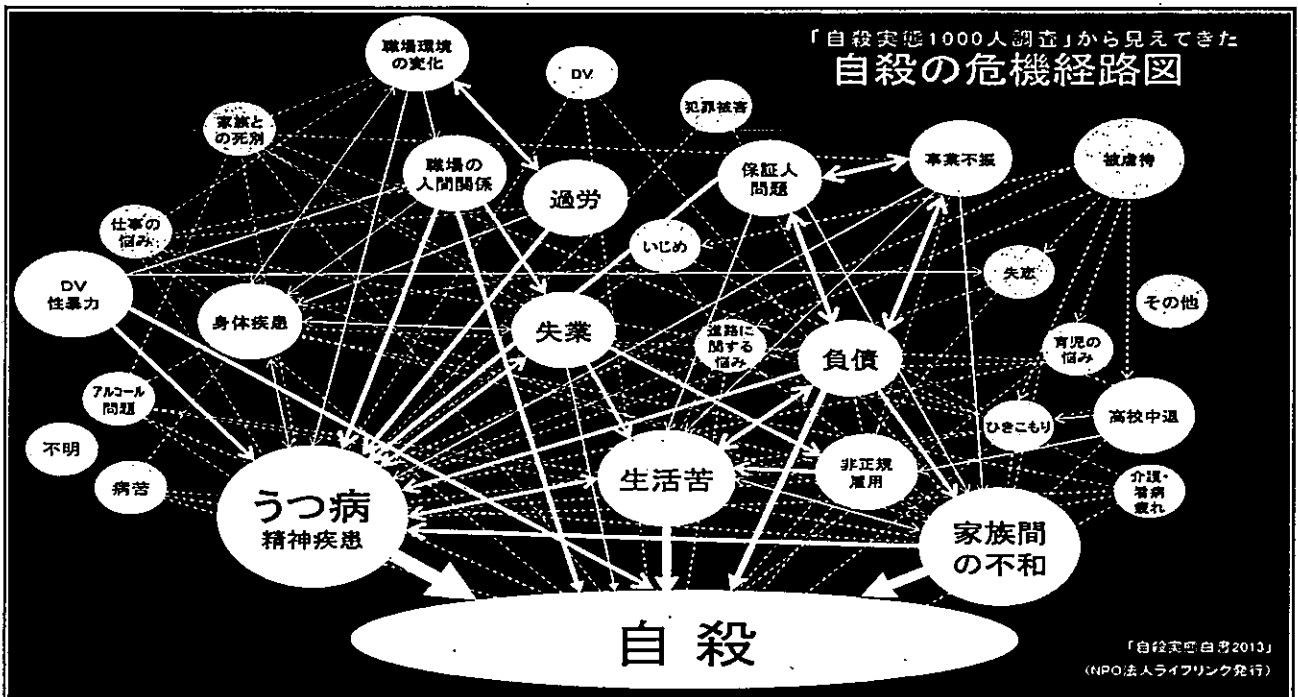 「自殺実態1000人調査」から見えてきた
自殺の危機経路図
職場環境
の変化
DV
犯罪被害
家族と
の死別
職場の
人間関係
過労
保証人
問題
事業不振
被虐待
仕事の
悩み
いじめ
DV
性暴力
身体疾患
失業
進路に
関する
悩み
負債
失恋
その他
育児の
悩み
アルコール
問題
不明
病苦
うつ病
精神疾患
生活苦
非正規
雇用
ひきこもり
高校中退
介護・
看病
疲れ
家族間
の不和
自殺
「自殺実態白書2013」
(NPO法人ライフリンク発行)